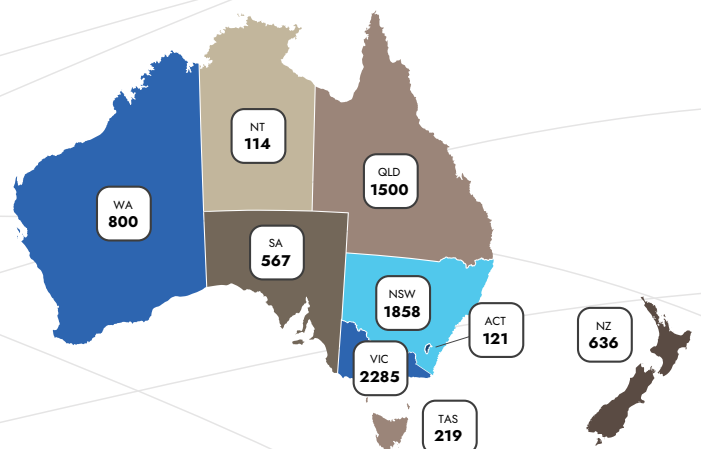 NT
114
QLD
1500
WA
800
SA
567
NSW
1858
ACT
121
NZ
636
VIC
2285
TAS
219